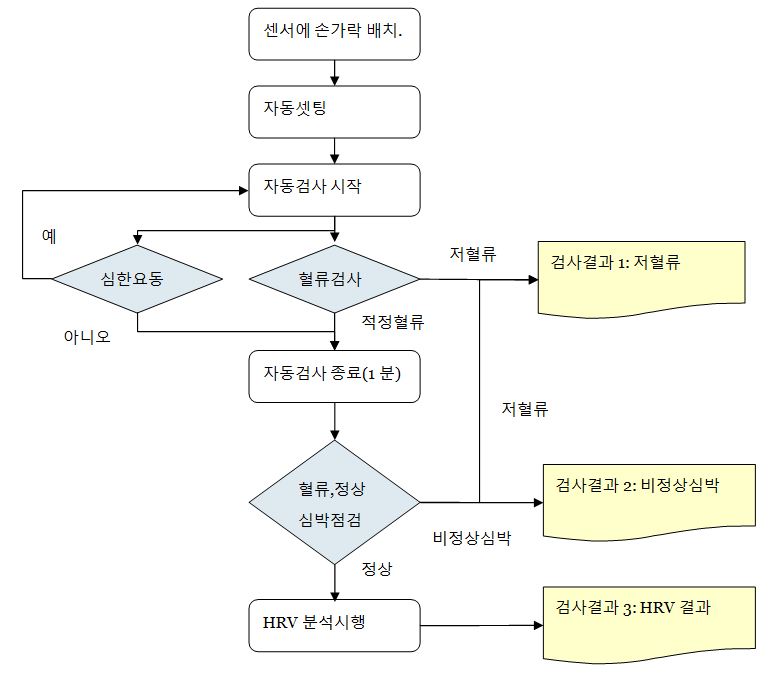 센서에 손가락 배치.
자동셋팅
자동검사 시작
예
심한요동
혈류검사
저혈류
검사결과 1: 저혈류
아니오
적정혈류
자동검사 종료(1 분)
저혈류
혈류,정상
심박점검
검사결과 2: 비정상심박
비정상심박
정상
HRV 분석시행
검사결과 3: HRV 결과